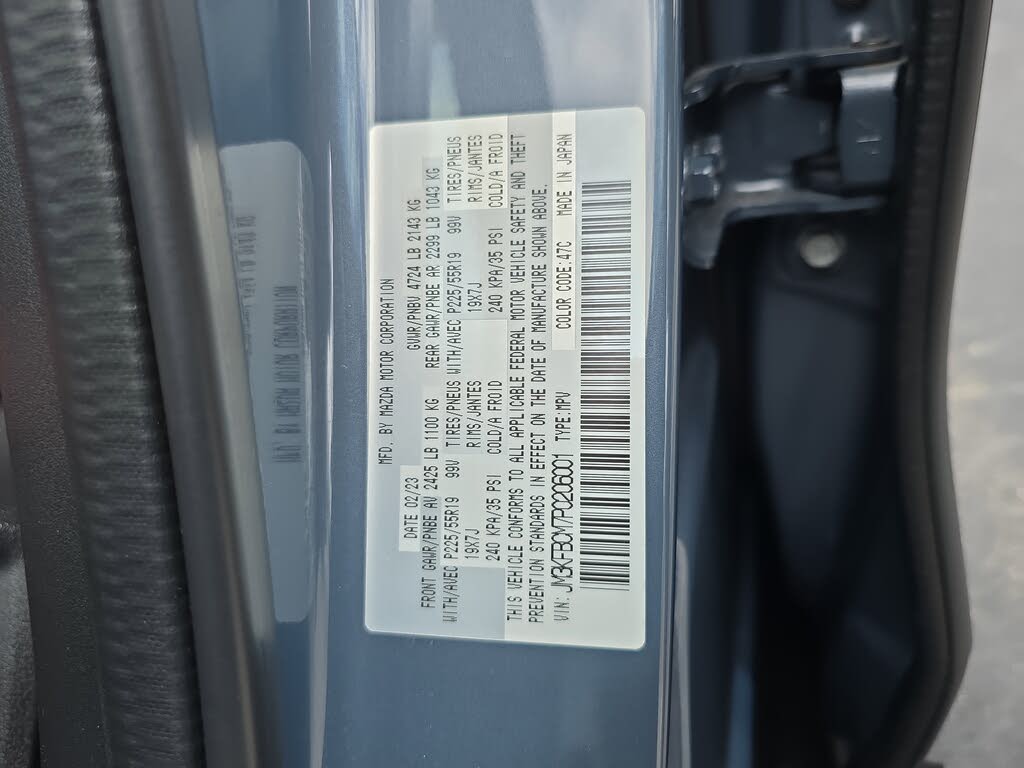 MFD. BY MAZDA MOTOR CORPORATION
DATE 02/23 GVWR/PNBV 4724 LB 2143 KG
FRONT GAWR/PNBE AV 2425 LB 1100 KG REAR GAWR/PNBE AR 2299 LB 1043 KG
WITH/AVEC P225/55R19 99V TIRES/PNEUS WITH/AVEC P225/55R19 99V TIRES/PNEUS
19X7J RIMS/JANTES 19X7J RIMS/JANTES
240 KPA/35 PSI COLD/A FROID 240 KPA/35 PSI COLD/A FROID
THIS VEHICLE CONFORMS TO ALL APPLICABLE FEDERAL MOTOR VEHICLE SAFETY AND THEFT
PREVENTION STANDARDS IN EFFECT ON THE DATE OF MANUFACTURE SHOWN ABOVE.
VIN: JM3KFBCM7P0206001 TYPE:MPV COLOR CODE:47C MADE IN JAPAN